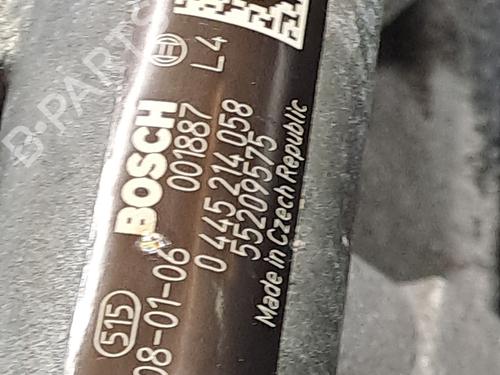 L4
BOSCH
001887
0 445 214 058
55209575
Made in Czech Republic
515
08-01-06
B-PARTS